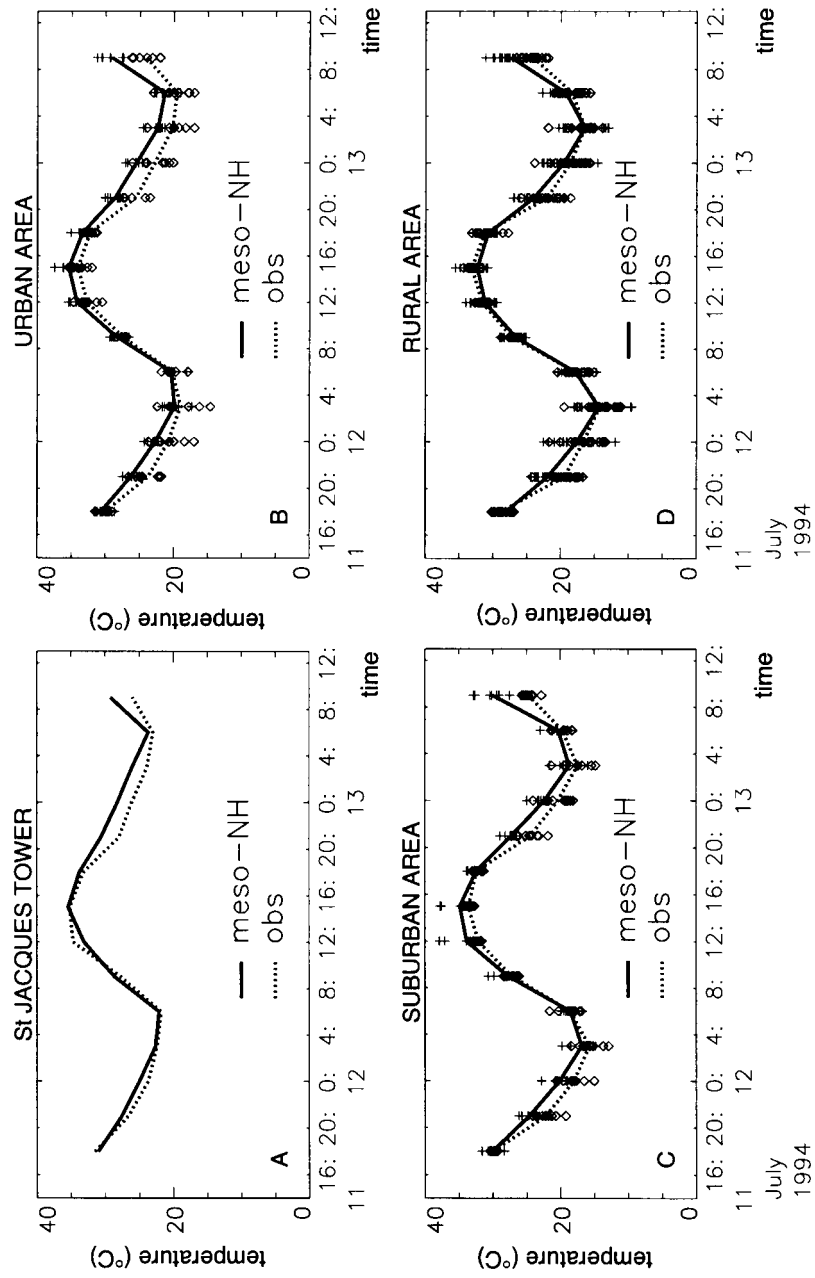 St JACQUES TOWER
temperature (°C)
40
20
0
A
meso−NH
obs
16: 20: 0: 4: 8: 12: 16: 20: 0: 4: 8: 12:
11 12 13
time
URBAN AREA
temperature (°C)
40
20
0
B
meso−NH
obs
16: 20: 0: 4: 8: 12: 16: 20: 0: 4: 8: 12:
11 12 13
time
SUBURBAN AREA
temperature (°C)
40
20
0
C
meso−NH
obs
16: 20: 0: 4: 8: 12: 16: 20: 0: 4: 8: 12:
11 12 13
July
1994
time
RURAL AREA
temperature (°C)
40
20
0
D
meso−NH
obs
16: 20: 0: 4: 8: 12: 16: 20: 0: 4: 8: 12:
11 12 13
July
1994
time